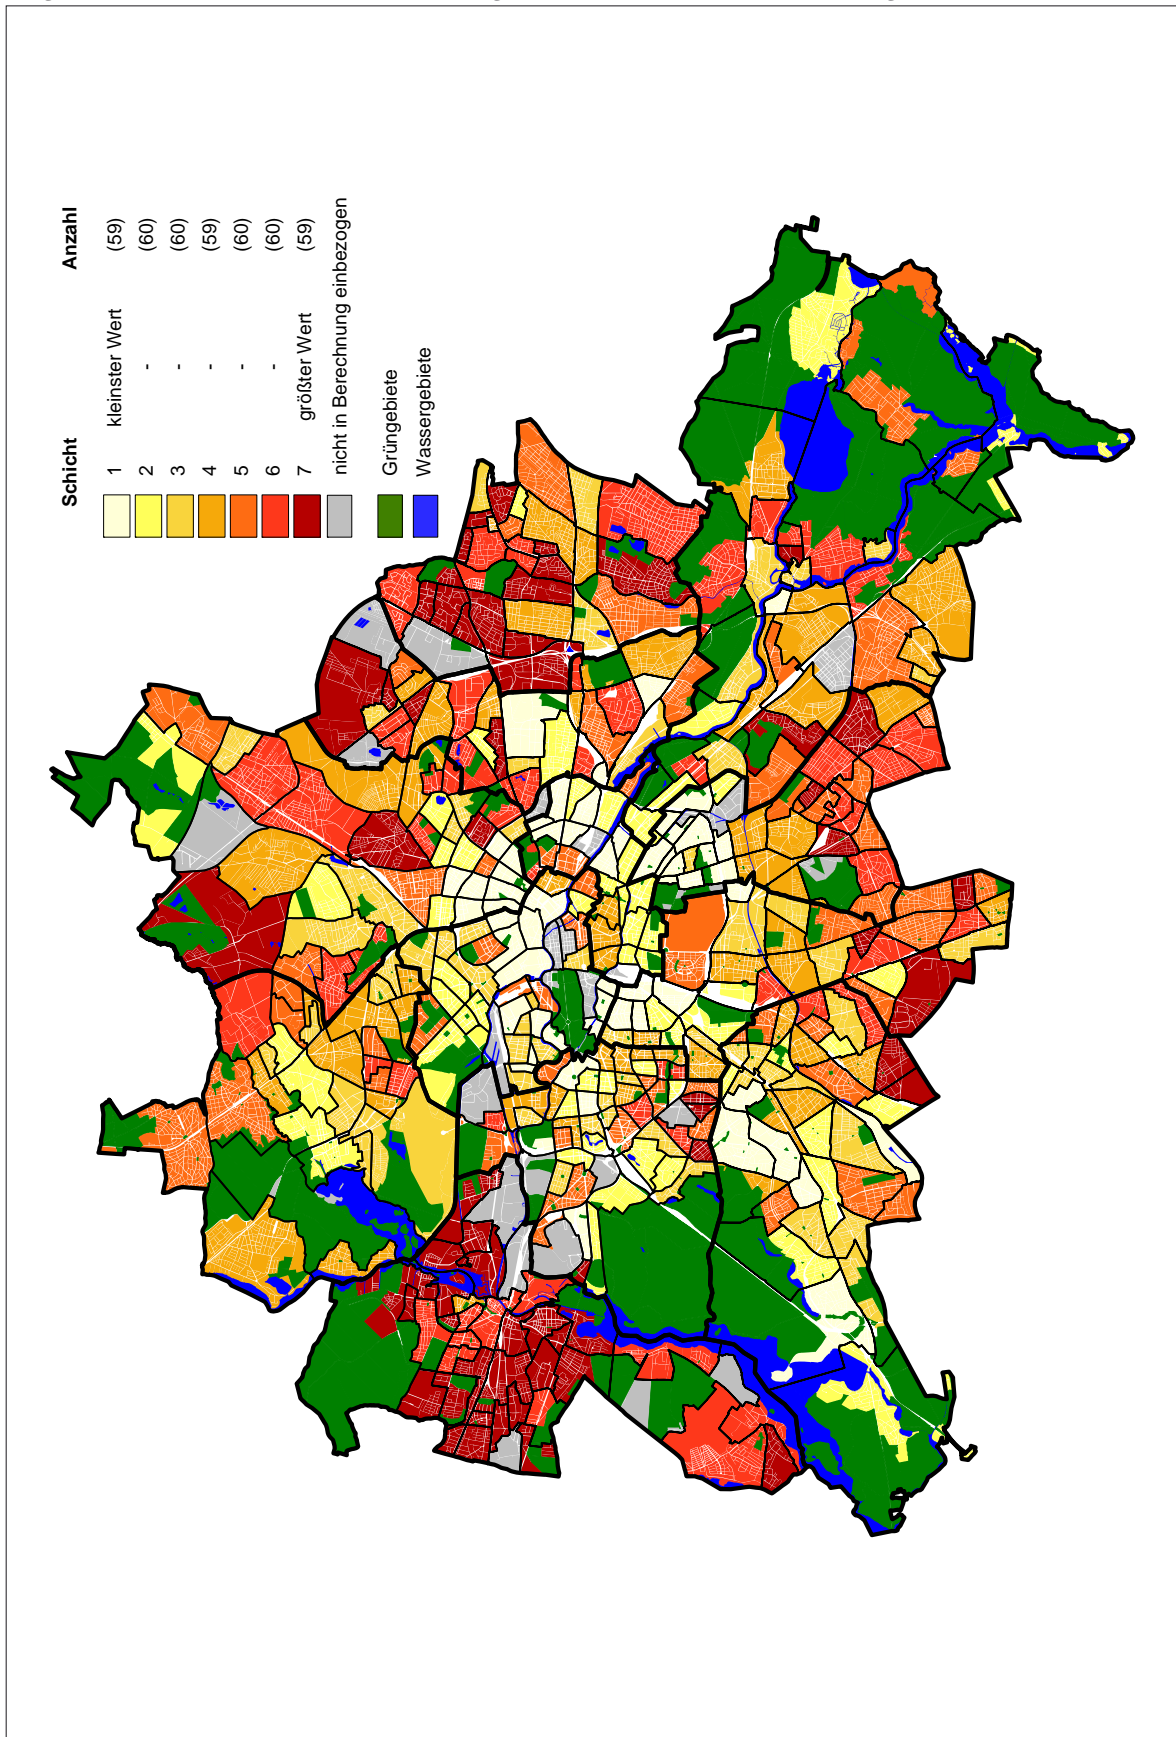 Schicht Anzahl
1 kleinster Wert (59)
2 - (60)
3 - (60)
4 - (59)
5 - (60)
6 - (60)
7 größter Wert (59)
nicht in Berechnung einbezogen
Grüngebiete
Wassergebiete